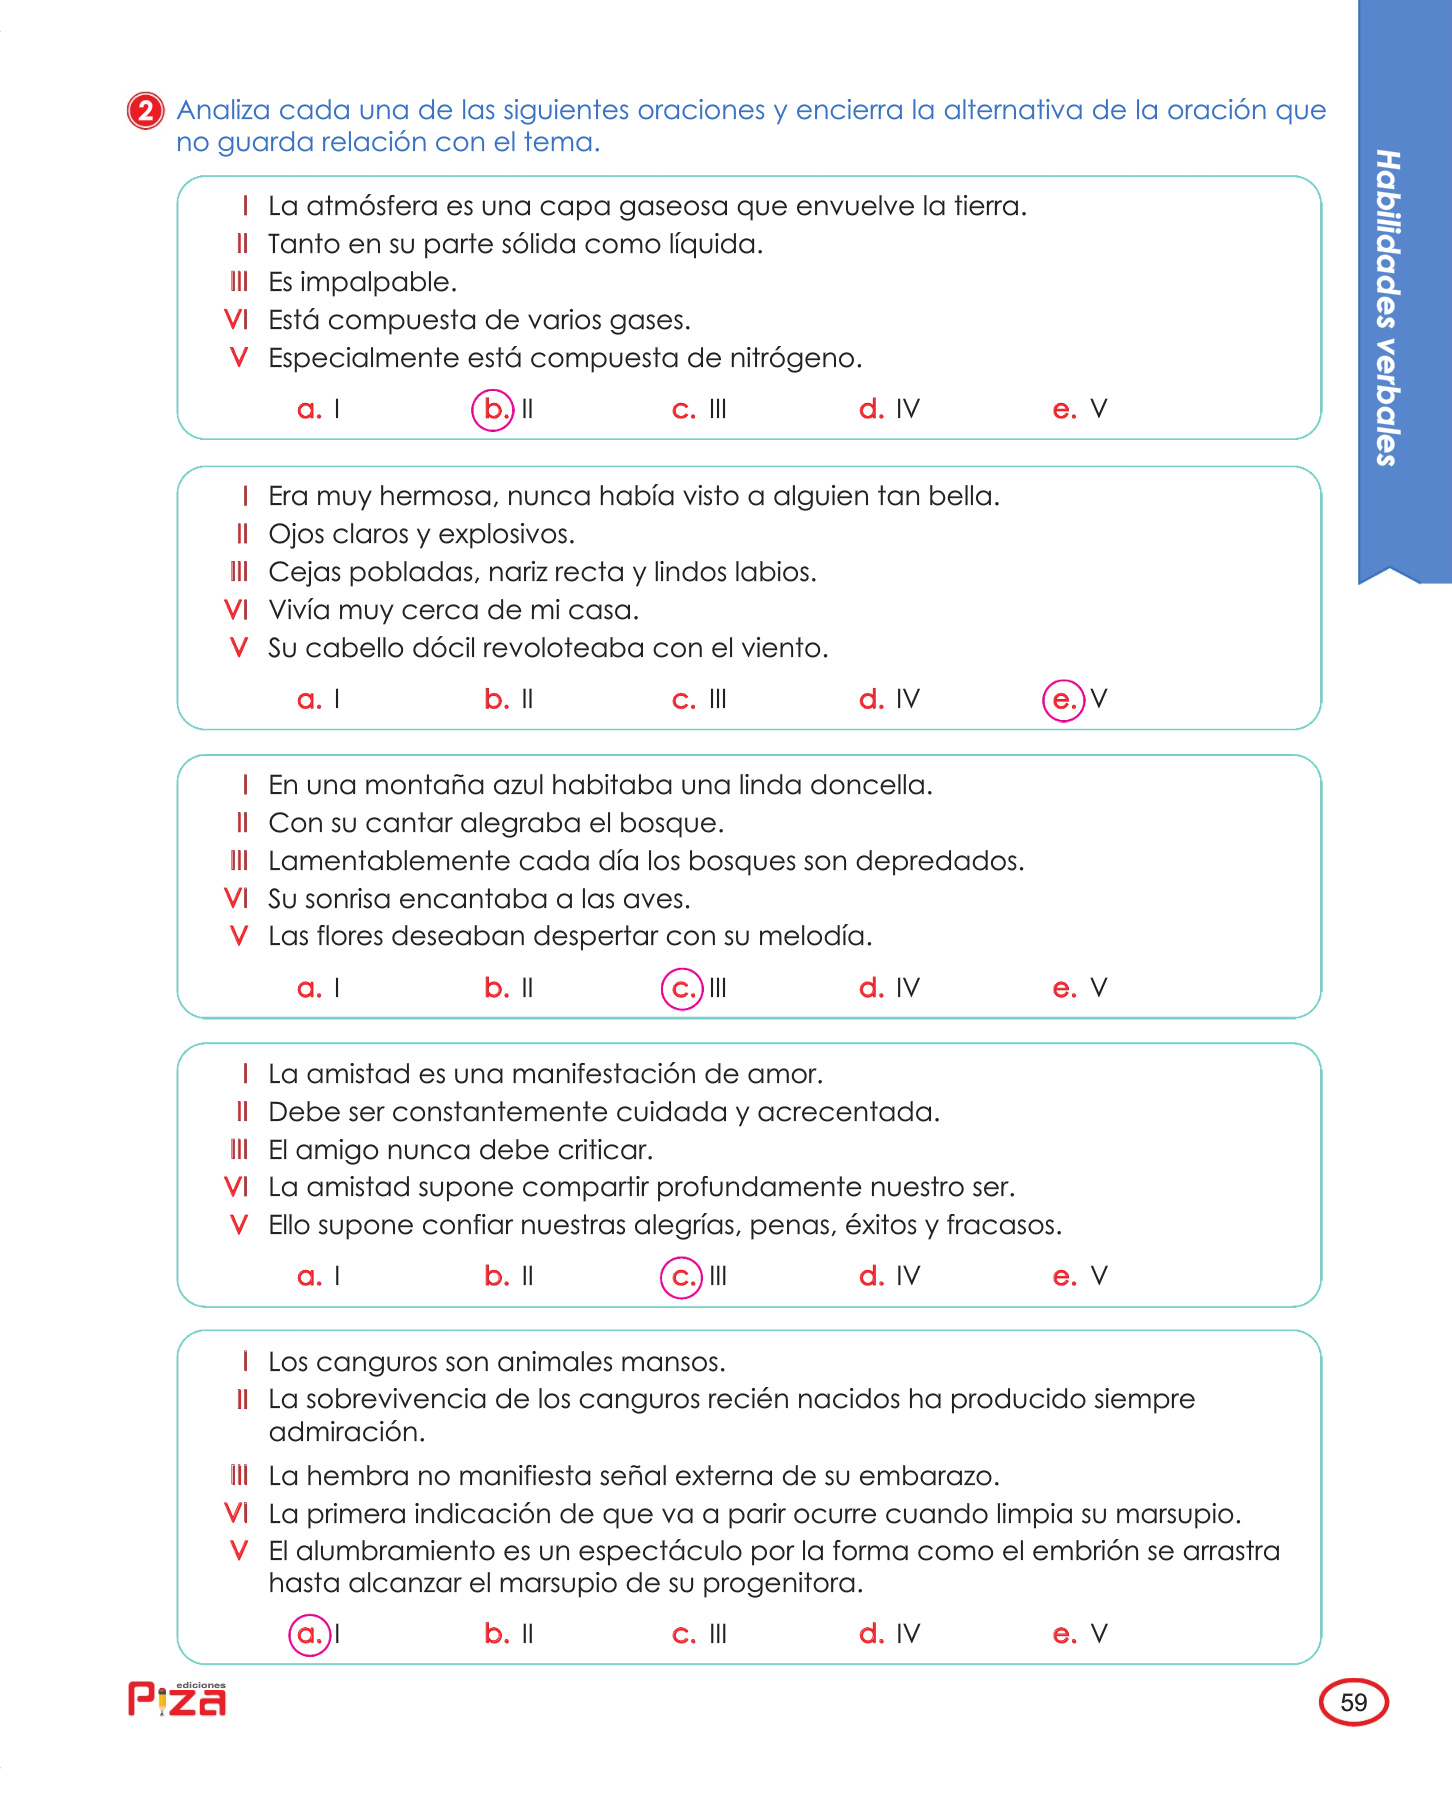 2 Analiza cada una de las siguientes oraciones y encierra la alternativa de la oración que
no guarda relación con el tema.
I La atmósfera es una capa gaseosa que envuelve la tierra.
II Tanto en su parte sólida como líquida.
III Es impalpable.
VI Está compuesta de varios gases.
V Especialmente está compuesta de nitrógeno.
a. I b. II c. III d. IV e. V
I Era muy hermosa, nunca había visto a alguien tan bella.
II Ojos claros y explosivos.
III Cejas pobladas, nariz recta y lindos labios.
VI Vivía muy cerca de mi casa.
V Su cabello dócil revoloteaba con el viento.
a. I b. II c. III d. IV e. V
I En una montaña azul habitaba una linda doncella.
II Con su cantar alegraba el bosque.
III Lamentablemente cada día los bosques son depredados.
VI Su sonrisa encantaba a las aves.
V Las flores deseaban despertar con su melodía.
a. I b. II c. III d. IV e. V
I La amistad es una manifestación de amor.
II Debe ser constantemente cuidada y acrecentada.
III El amigo nunca debe criticar.
VI La amistad supone compartir profundamente nuestro ser.
V Ello supone confiar nuestras alegrías, penas, éxitos y fracasos.
a. I b. II c. III d. IV e. V
I Los canguros son animales mansos.
II La sobrevivencia de los canguros recién nacidos ha producido siempre
admiración.
III La hembra no manifiesta señal externa de su embarazo.
VI La primera indicación de que va a parir ocurre cuando limpia su marsupio.
V El alumbramiento es un espectáculo por la forma como el embrión se arrastra
hasta alcanzar el marsupio de su progenitora.
a. I b. II c. III d. IV e. V
Habilidades verbales
ediciones
Piza
59